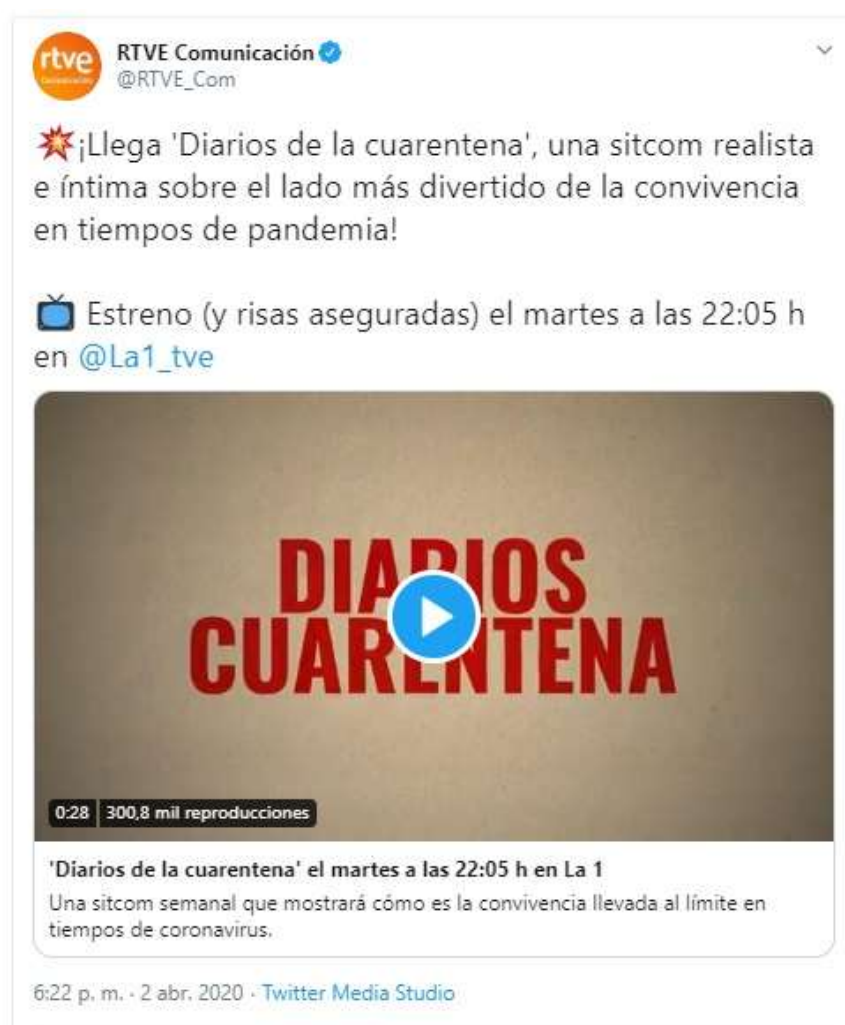 rtve
RTVE Comunicación
@RTVE_Com
💥¡Llega 'Diarios de la cuarentena', una sitcom realista
e íntima sobre el lado más divertido de la convivencia
en tiempos de pandemia!
📺 Estreno (y risas aseguradas) el martes a las 22:05 h
en @La1_tve
DIARIOS
CUARENTENA
0:28 300,8 mil reproducciones
'Diarios de la cuarentena' el martes a las 22:05 h en La 1
Una sitcom semanal que mostrará cómo es la convivencia llevada al límite en
tiempos de coronavirus.
6:22 p. m. · 2 abr. 2020 · Twitter Media Studio